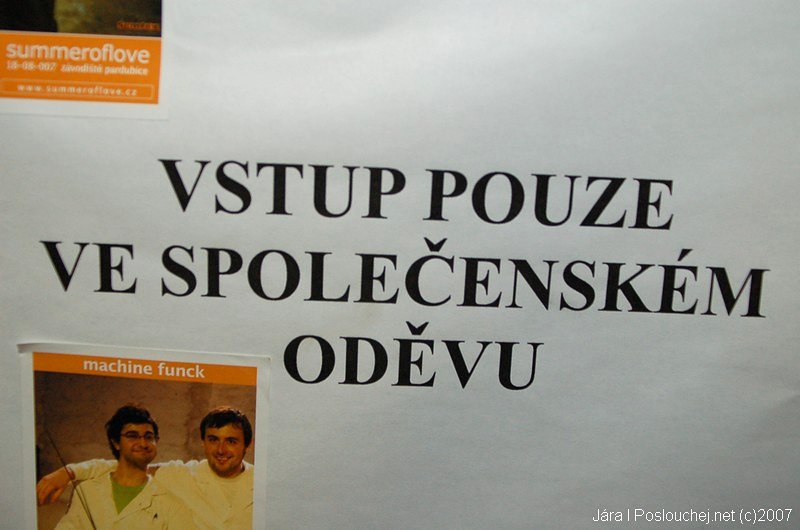 summeroflove
18-08-007 závodiště pardubice
www.summeroflove.cz
VSTUP POUZE
VE SPOLEČENSKÉM
ODĚVU
machine funck
Jára | Poslouchej.net (c)2007